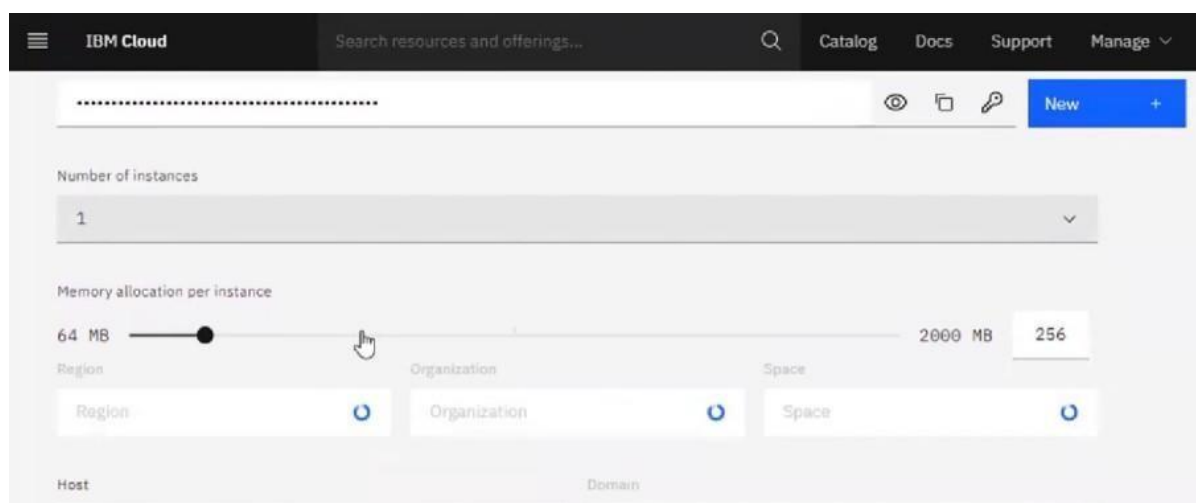 IBM Cloud Search resources and offerings... Catalog Docs Support Manage
•••••••••••••••••••••••••••••••••••••••••••• New +
Number of instances
1
Memory allocation per instance
64 MB 2000 MB 256
Region Organization Space
Region Organization Space
Host Domain